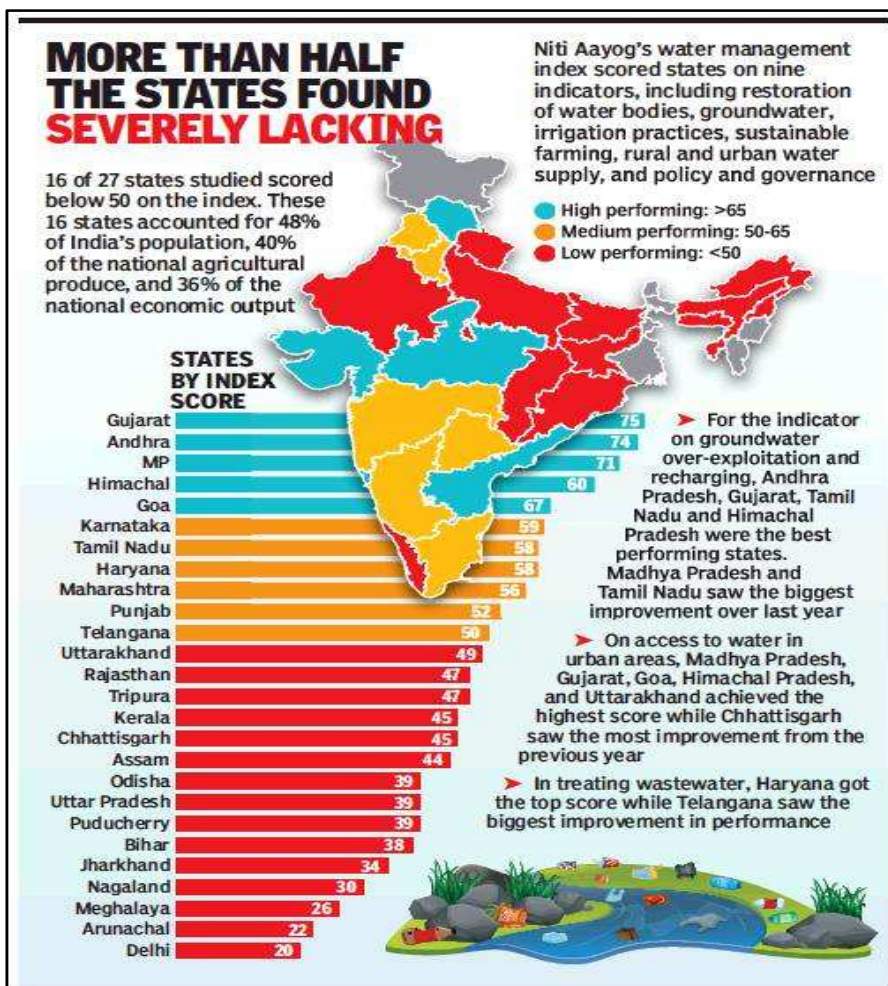 MORE THAN HALF
THE STATES FOUND
SEVERELY LACKING
16 of 27 states studied scored
below 50 on the index. These
16 states accounted for 48%
of India's population, 40%
of the national agricultural
produce, and 36% of the
national economic output
Niti Aayog's water management
index scored states on nine
indicators, including restoration
of water bodies, groundwater,
irrigation practices, sustainable
farming, rural and urban water
supply, and policy and governance
High performing: >65
Medium performing: 50-65
Low performing: <50
STATES
BY INDEX
SCORE
Gujarat 75
Andhra 74
MP 71
Himachal 60
Goa 67
Karnataka 59
Tamil Nadu 58
Haryana 58
Maharashtra 56
Punjab 52
Telangana 50
Uttarakhand 49
Rajasthan 47
Tripura 47
Kerala 45
Chhattisgarh 45
Assam 44
Odisha 39
Uttar Pradesh 39
Puducherry 39
Bihar 38
Jharkhand 34
Nagaland 30
Meghalaya 26
Arunachal 22
Delhi 20
➤ For the indicator
on groundwater
over-exploitation and
recharging, Andhra
Pradesh, Gujarat, Tamil
Nadu and Himachal
Pradesh were the best
performing states.
Madhya Pradesh and
Tamil Nadu saw the biggest
improvement over last year
➤ On access to water in
urban areas, Madhya Pradesh,
Gujarat, Goa, Himachal Pradesh,
and Uttarakhand achieved the
highest score while Chhattisgarh
saw the most improvement from the
previous year
➤ In treating wastewater, Haryana got
the top score while Telangana saw the
biggest improvement in performance